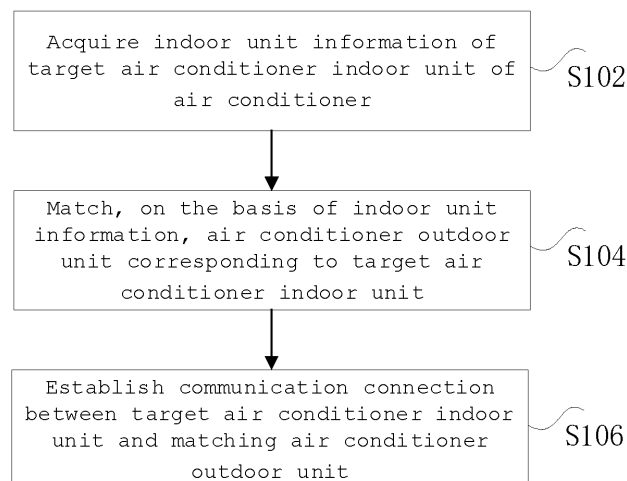 Acquire indoor unit information of
target air conditioner indoor unit of
air conditioner
S102
Match, on the basis of indoor unit
information, air conditioner outdoor
unit corresponding to target air
conditioner indoor unit
S104
Establish communication connection
between target air conditioner indoor
unit and matching air conditioner
outdoor unit
S106